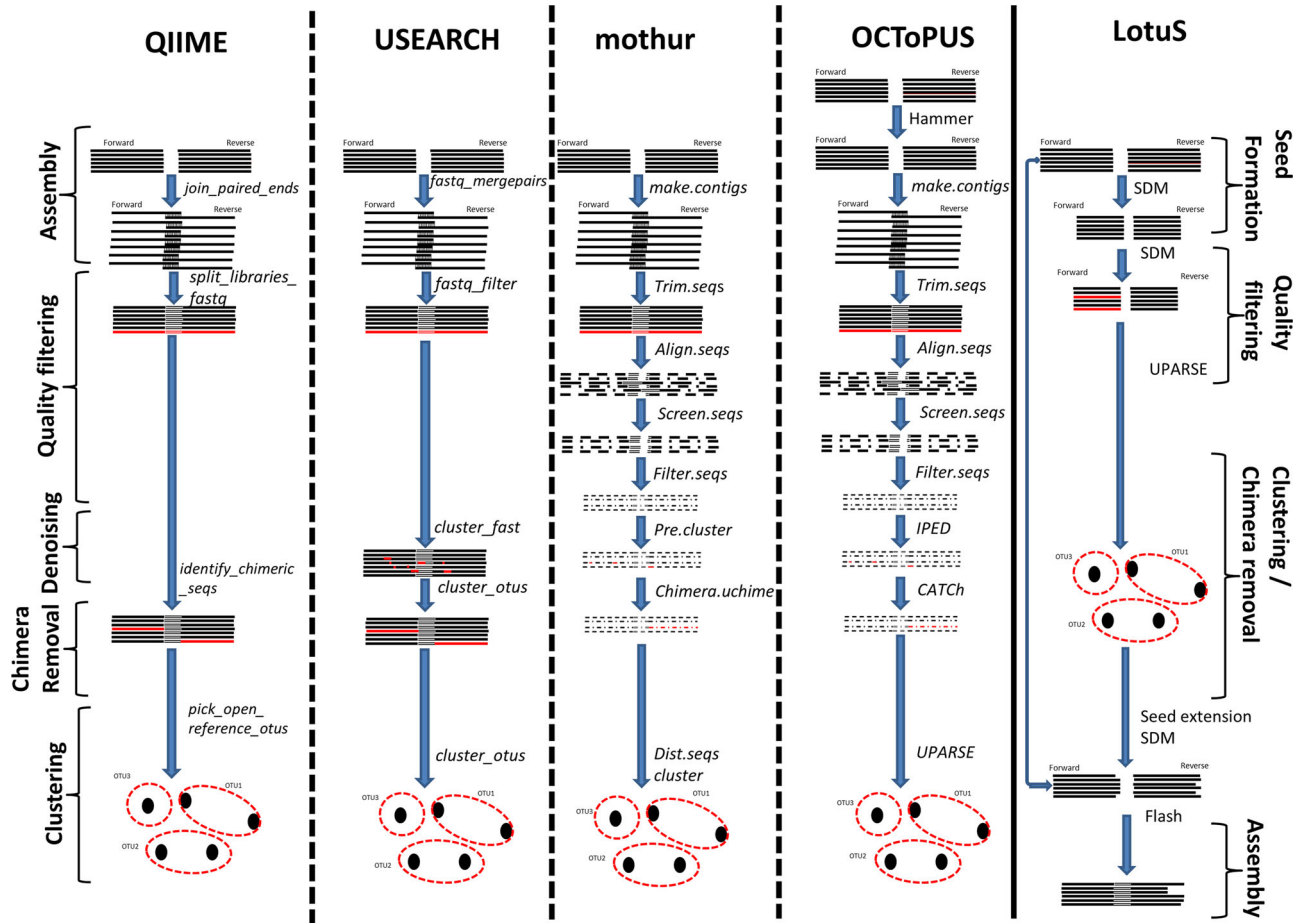 QIIME
USEARCH
mothur
OCToPUS
LotuS
Assembly
Quality filtering
Denoising
Chimera
Removal
Clustering
Forward
Reverse
join_paired_ends
Forward
Reverse
split_libraries_
fastq
identify_chimeric
_seqs
pick_open_
reference_otus
OTU3
OTU1
OTU2
Forward
Reverse
fastq_mergepairs
Forward
Reverse
fastq_filter
cluster_fast
cluster_otus
cluster_otus
OTU3
OTU1
OTU2
Forward
Reverse
make.contigs
Forward
Reverse
Trim.seqs
Align.seqs
Screen.seqs
Filter.seqs
Pre.cluster
Chimera.uchime
Dist.seqs
cluster
OTU3
OTU1
OTU2
Forward
Reverse
Hammer
make.contigs
Forward
Reverse
Trim.seqs
Align.seqs
Screen.seqs
Filter.seqs
IPED
CATCh
UPARSE
OTU3
OTU1
OTU2
Forward
Reverse
SDM
SDM
Forward
Reverse
UPARSE
OTU3
OTU1
OTU2
Seed extension
SDM
Forward
Reverse
Flash
Seed
Formation
Quality
filtering
Clustering /
Chimera removal
Assembly